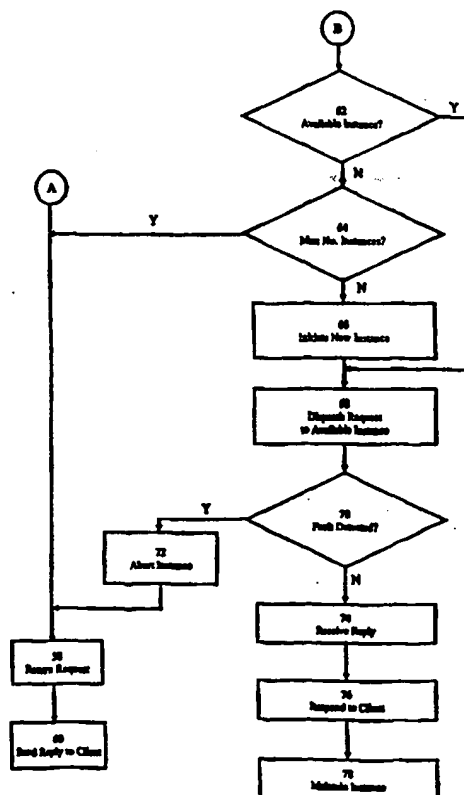 B
62
Available Instance?
Y
N
A
Y
64
Max No. Instances?
N
66
Initiate New Instance
68
Dispatch Request
to Available Instance
Y
70
Fault Detected?
72
Abort Instance
N
74
Receive Reply
58
Request
76
Respond to Client
60
Send Reply to Client
78
Maintain Instance